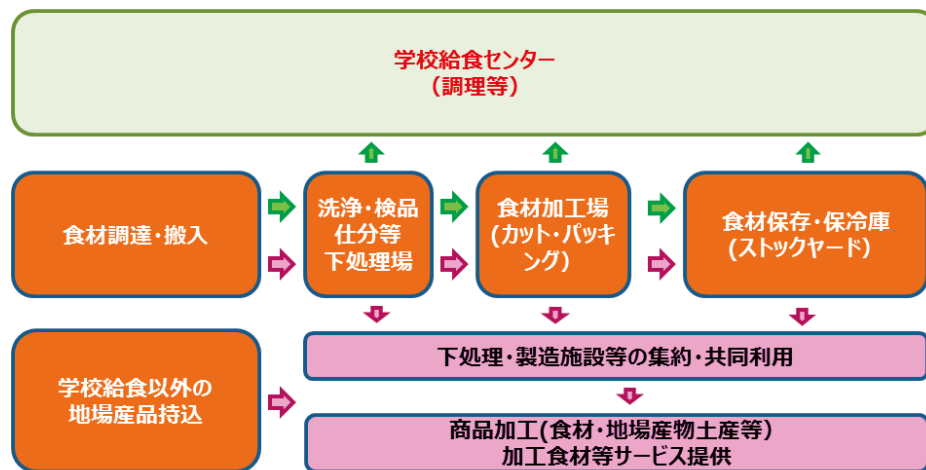 学校給食センター
（調理等）
食材調達・搬入
洗浄・検品
仕分等
下処理場
食材加工場
(カット・パッキ
ング）
食材保存・保冷庫
(ストックヤード）
下処理・製造施設等の集約・共同利用
学校給食以外の
地場産品持込
商品加工(食材・地場産物土産等）
加工食材等サービス提供